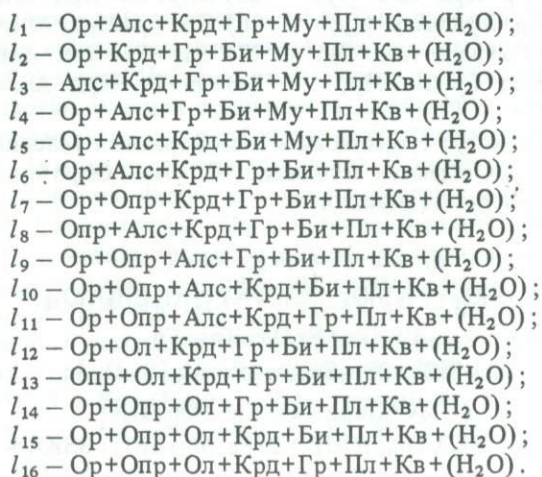 l₁ — Ор+Алс+Крд+Гр+Му+Пл+Кв+(H₂O);
l₂ — Ор+Крд+Гр+Би+Му+Пл+Кв+(H₂O);
l₃ — Алс+Крд+Гр+Би+Му+Пл+Кв+(H₂O);
l₄ — Ор+Алс+Гр+Би+Му+Пл+Кв+(H₂O);
l₅ — Ор+Алс+Крд+Би+Му+Пл+Кв+(H₂O);
l₆ — Ор+Алс+Крд+Гр+Би+Пл+Кв+(H₂O);
l₇ — Ор+Опр+Крд+Гр+Би+Пл+Кв+(H₂O);
l₈ — Опр+Алс+Крд+Гр+Би+Пл+Кв+(H₂O);
l₉ — Ор+Опр+Алс+Гр+Би+Пл+Кв+(H₂O);
l₁₀ — Ор+Опр+Алс+Крд+Би+Пл+Кв+(H₂O);
l₁₁ — Ор+Опр+Алс+Крд+Гр+Пл+Кв+(H₂O);
l₁₂ — Ор+Ол+Крд+Гр+Би+Пл+Кв+(H₂O);
l₁₃ — Опр+Ол+Крд+Гр+Би+Пл+Кв+(H₂O);
l₁₄ — Ор+Опр+Ол+Гр+Би+Пл+Кв+(H₂O);
l₁₅ — Ор+Опр+Ол+Крд+Би+Пл+Кв+(H₂O);
l₁₆ — Ор+Опр+Ол+Крд+Гр+Пл+Кв+(H₂O).